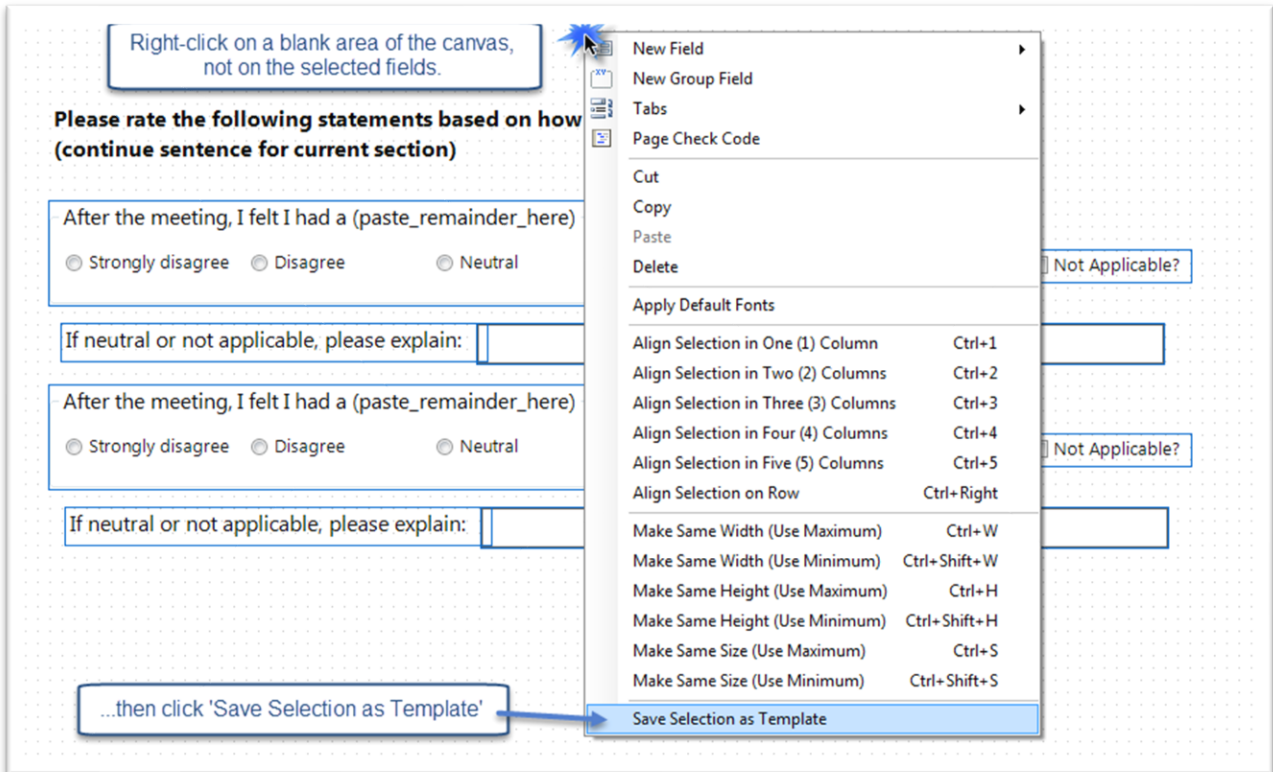 Right-click on a blank area of the canvas,
not on the selected fields.
Please rate the following statements based on how
(continue sentence for current section)
After the meeting, I felt I had a (paste_remainder_here)
Strongly disagree Disagree Neutral
Not Applicable?
If neutral or not applicable, please explain:
After the meeting, I felt I had a (paste_remainder_here)
Strongly disagree Disagree Neutral
Not Applicable?
If neutral or not applicable, please explain:
...then click 'Save Selection as Template'
New Field
New Group Field
Tabs
Page Check Code
Cut
Copy
Paste
Delete
Apply Default Fonts
Align Selection in One (1) Column Ctrl+1
Align Selection in Two (2) Columns Ctrl+2
Align Selection in Three (3) Columns Ctrl+3
Align Selection in Four (4) Columns Ctrl+4
Align Selection in Five (5) Columns Ctrl+5
Align Selection on Row Ctrl+Right
Make Same Width (Use Maximum) Ctrl+W
Make Same Width (Use Minimum) Ctrl+Shift+W
Make Same Height (Use Maximum) Ctrl+H
Make Same Height (Use Minimum) Ctrl+Shift+H
Make Same Size (Use Maximum) Ctrl+S
Make Same Size (Use Minimum) Ctrl+Shift+S
Save Selection as Template